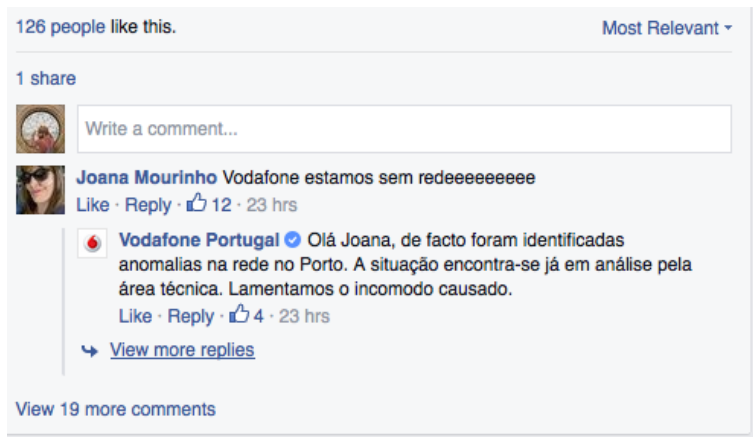 126 people like this.
Most Relevant
1 share
Write a comment...
Joana Mourinho Vodafone estamos sem redeeeeeeeee
Like · Reply · 12 · 23 hrs
Vodafone Portugal Olá Joana, de facto foram identificadas
anomalias na rede no Porto. A situação encontra-se já em análise pela
área técnica. Lamentamos o incomodo causado.
Like · Reply · 4 · 23 hrs
View more replies
View 19 more comments